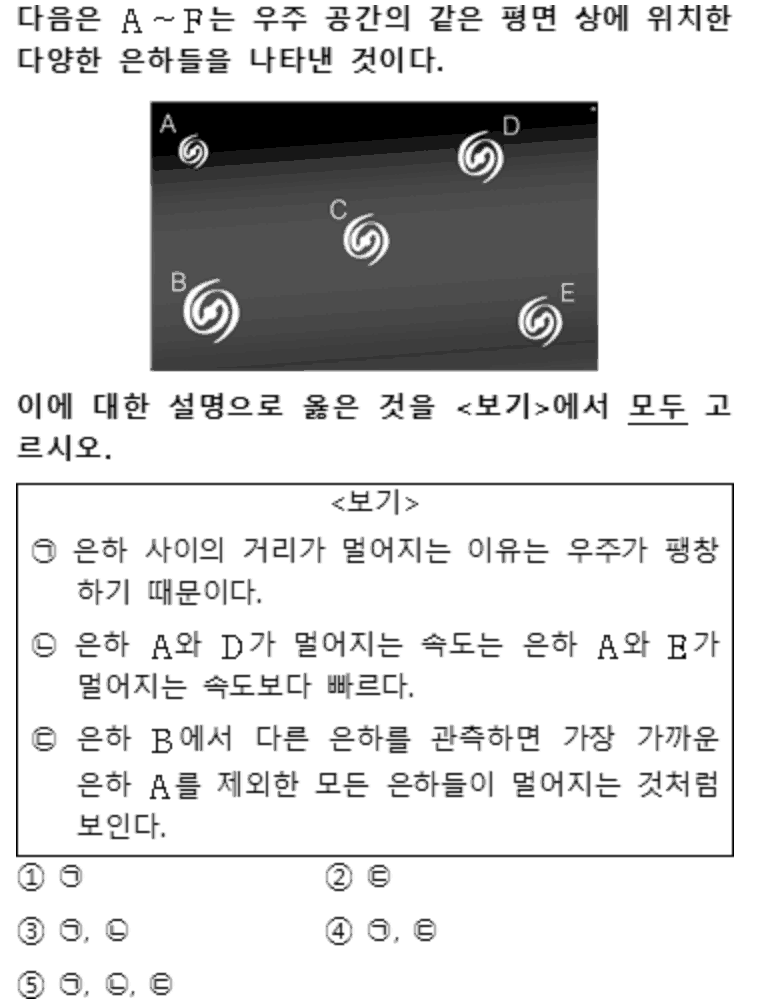 다음은 A ~ F는 우주 공간의 같은 평면 상에 위치한
다양한 은하들을 나타낸 것이다.
A
D
C
B
E
이에 대한 설명으로 옳은 것을 <보기>에서 모두 고
르시오.
<보기>
㉠ 은하 사이의 거리가 멀어지는 이유는 우주가 팽창
하기 때문이다.
㉡ 은하 A와 D가 멀어지는 속도는 은하 A와 E가
멀어지는 속도보다 빠르다.
㉢ 은하 B에서 다른 은하를 관측하면 가장 가까운
은하 A를 제외한 모든 은하들이 멀어지는 것처럼
보인다.
① ㉠ ② ㉢
③ ㉠, ㉡ ④ ㉠, ㉢
⑤ ㉠, ㉡, ㉢